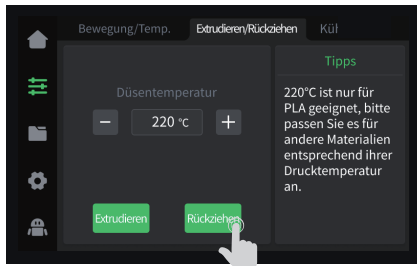 Bewegung/Temp. Extrudieren/Rückziehen Kül
Düsentemperatur
− 220 °C +
Extrudieren Rückziehen
Tipps
220°C ist nur für
PLA geeignet, bitte
passen Sie es für
andere Materialien
entsprechend ihrer
Drucktemperatur
an.